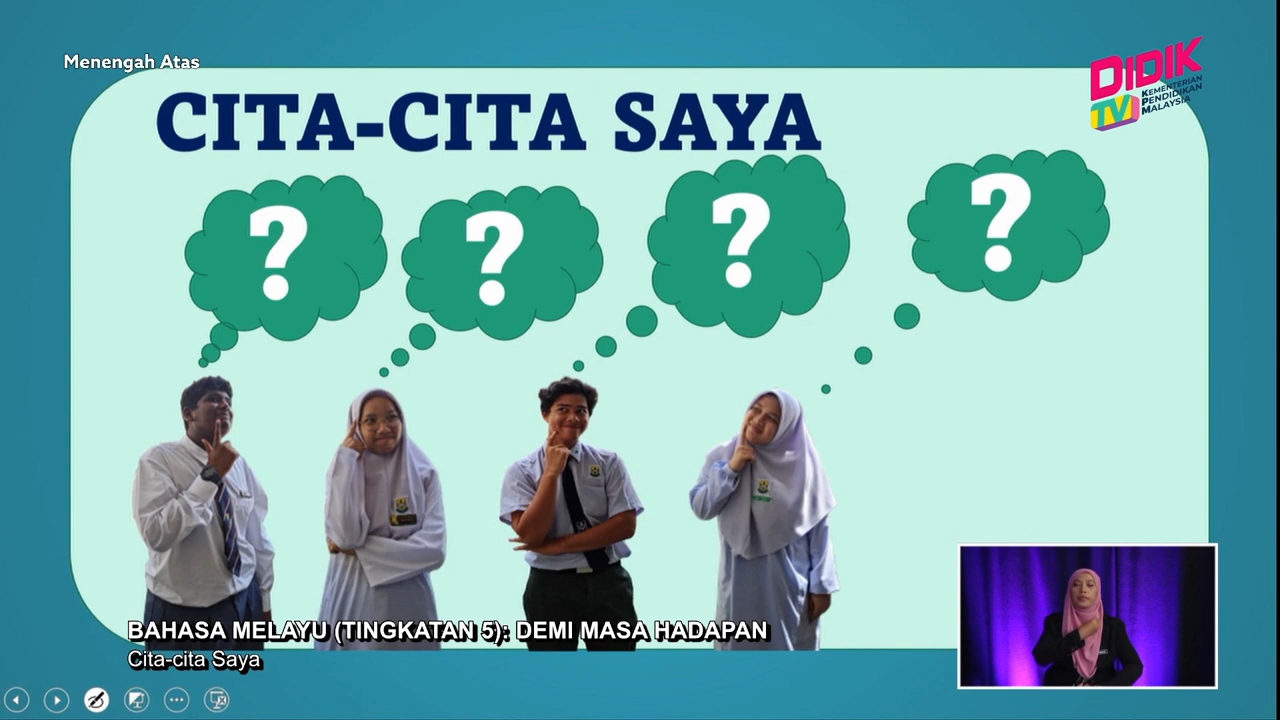 Menengah Atas
DIDIK
TV
KEMENTERIAN
PENDIDIKAN
MALAYSIA
CITA-CITA SAYA
?
?
?
?
BAHASA MELAYU (TINGKATAN 5): DEMI MASA HADAPAN
Cita-cita Saya